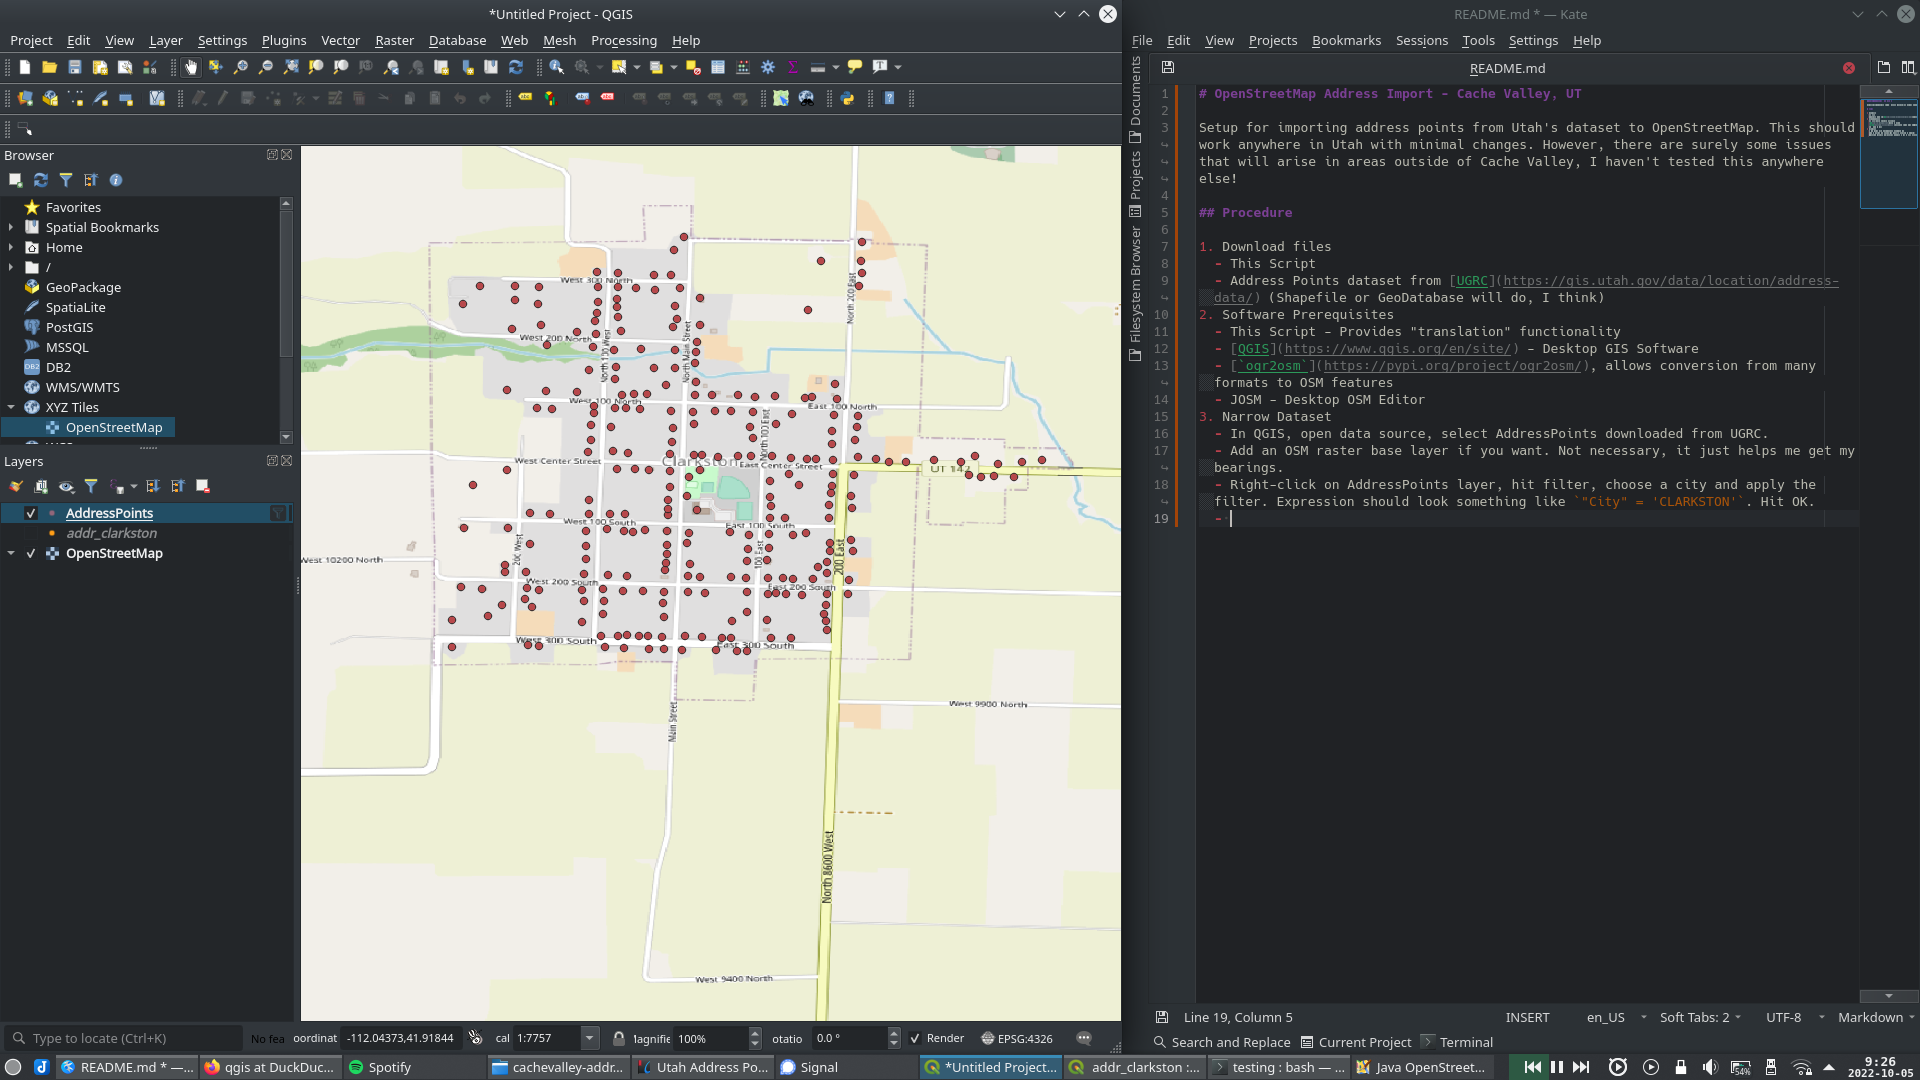 *Untitled Project - QGIS
Project Edit View Layer Settings Plugins Vector Raster Database Web Mesh Processing Help
Browser
Favorites
Spatial Bookmarks
Home
/
GeoPackage
SpatiaLite
PostGIS
MSSQL
DB2
WMS/WMTS
XYZ Tiles
OpenStreetMap
Layers
AddressPoints
addr_clarkston
OpenStreetMap
West 300 North
North 200 East
West 200 North
North 100 West
North Main Street
West 100 North
East 100 North
North 100 East
West Center Street
Clarkston
East Center Street
UT 142
West 100 South
East 100 South
200 West
100 East
200 East
West 10200 North
West 200 South
East 200 South
West 300 South
East 300 South
Main Street
West 9900 North
North 8600 West
West 9400 North
Type to locate (Ctrl+K)
No fea
oordinat -112.04373,41.91844
cal 1:7757
Magnifie 100%
otatio 0.0 °
Render
EPSG:4326
README.md * — Kate
File Edit View Projects Bookmarks Sessions Tools Settings Help
README.md
Documents
Projects
Filesystem Browser
1 # OpenStreetMap Address Import - Cache Valley, UT
2
3 Setup for importing address points from Utah's dataset to OpenStreetMap. This should
work anywhere in Utah with minimal changes. However, there are surely some issues
that will arise in areas outside of Cache Valley, I haven't tested this anywhere
else!
4
5 ## Procedure
6
7 1. Download files
8 - This Script
9 - Address Points dataset from [UGRC](https://gis.utah.gov/data/location/address-
data/) (Shapefile or GeoDatabase will do, I think)
10 2. Software Prerequisites
11 - This Script - Provides "translation" functionality
12 - [QGIS](https://www.qgis.org/en/site/) - Desktop GIS Software
13 - [`ogr2osm`](https://pypi.org/project/ogr2osm/), allows conversion from many
formats to OSM features
14 - JOSM - Desktop OSM Editor
15 3. Narrow Dataset
16 - In QGIS, open data source, select AddressPoints downloaded from UGRC.
17 - Add an OSM raster base layer if you want. Not necessary, it just helps me get my
bearings.
18 - Right-click on AddressPoints layer, hit filter, choose a city and apply the
filter. Expression should look something like `"City" = 'CLARKSTON'`. Hit OK.
19 -
Line 19, Column 5
INSERT
en_US
Soft Tabs: 2
UTF-8
Markdown
Search and Replace
Current Project
Terminal
README.md * —...
qgis at DuckDuc...
Spotify
cachevalley-addr...
Utah Address Po...
Signal
*Untitled Project...
addr_clarkston :...
testing : bash — ...
Java OpenStreet...
54%
9:26
2022-10-05